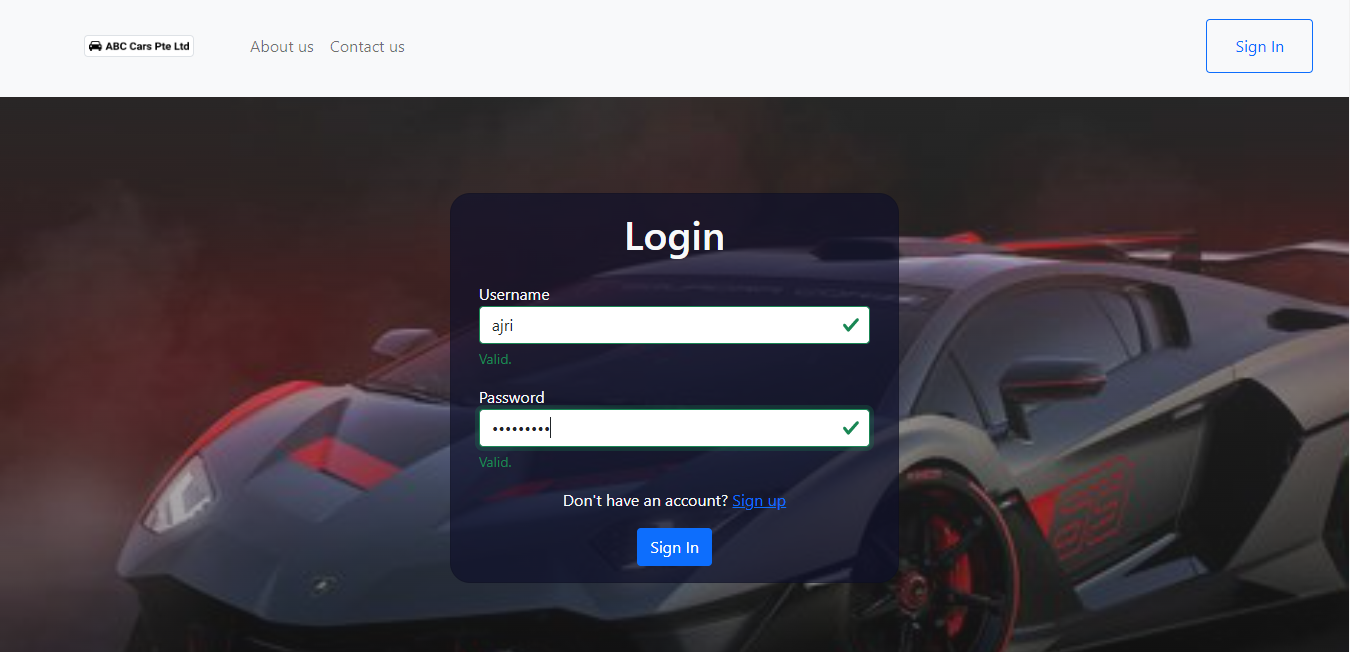 ABC Cars Pte Ltd
About us
Contact us
Sign In
Login
Username
ajri
Valid.
Password
•••••••••
Valid.
Don't have an account? Sign up
Sign In